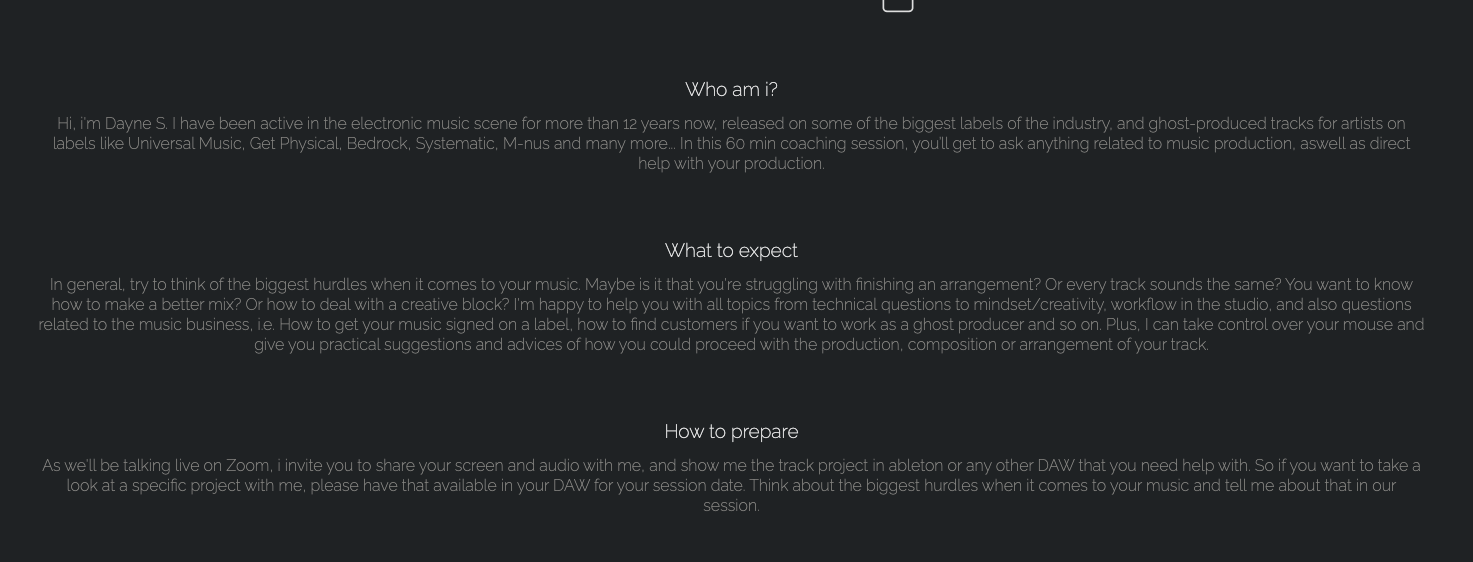 Who am i?
Hi, i'm Dayne S. I have been active in the electronic music scene for more than 12 years now, released on some of the biggest labels of the industry, and ghost-produced tracks for artists on
labels like Universal Music, Get Physical, Bedrock, Systematic, M-nus and many more... In this 60 min coaching session, you'll get to ask anything related to music production, aswell as direct
help with your production.
What to expect
In general, try to think of the biggest hurdles when it comes to your music. Maybe is it that you're struggling with finishing an arrangement? Or every track sounds the same? You want to know
how to make a better mix? Or how to deal with a creative block? I'm happy to help you with all topics from technical questions to mindset/creativity, workflow in the studio, and also questions
related to the music business, i.e. How to get your music signed on a label, how to find customers if you want to work as a ghost producer and so on. Plus, I can take control over your mouse and
give you practical suggestions and advices of how you could proceed with the production, composition or arrangement of your track.
How to prepare
As we'll be talking live on Zoom, i invite you to share your screen and audio with me, and show me the track project in ableton or any other DAW that you need help with. So if you want to take a
look at a specific project with me, please have that available in your DAW for your session date. Think about the biggest hurdles when it comes to your music and tell me about that in our
session.